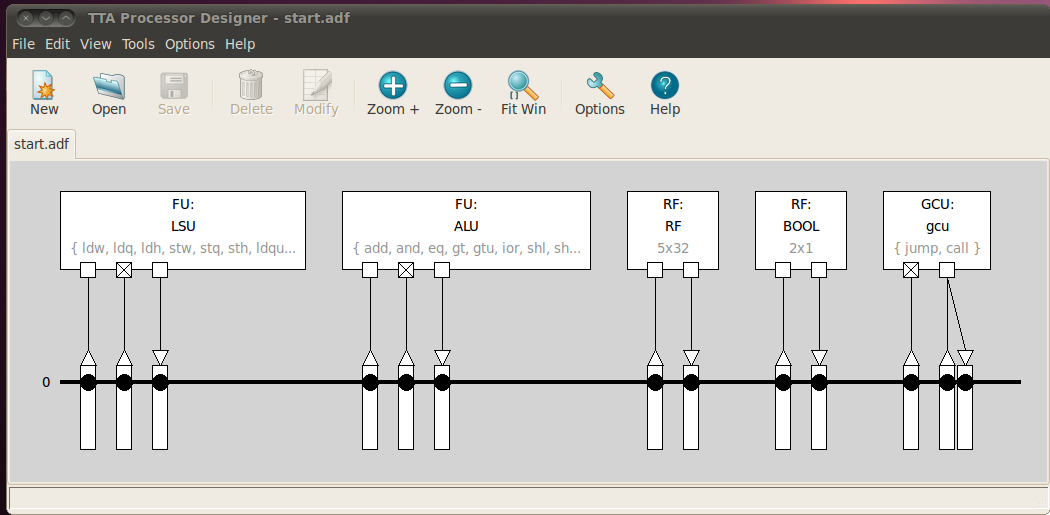 TTA Processor Designer - start.adf
File Edit View Tools Options Help
New Open Save Delete Modify Zoom + Zoom - Fit Win Options Help
start.adf
FU: FU: RF: RF: GCU:
LSU ALU RF BOOL gcu
{ ldw, ldq, ldh, stw, stq, sth, ldqu... { add, and, eq, gt, gtu, ior, shl, sh... 5x32 2x1 { jump, call }
0